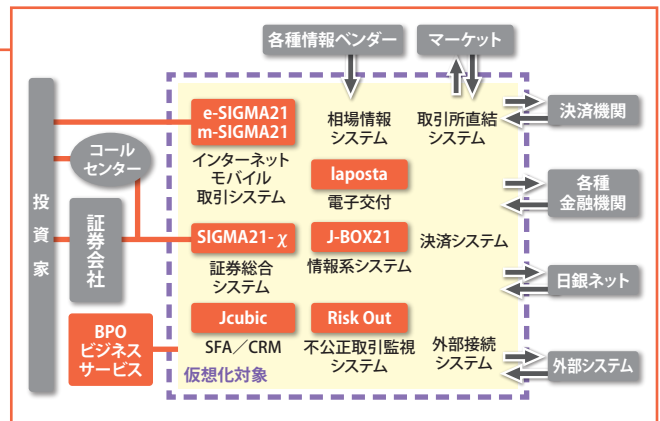 各種情報ベンダー
マーケット
e-SIGMA21
m-SIGMA21
インターネット
モバイル
取引システム
相場情報
システム
取引所直結
システム
決済機関
コール
センター
Iaposta
電子交付
各種
金融機関
投資家
証券会社
SIGMA21-χ
証券総合
システム
J-BOX21
情報系システム
決済システム
日銀ネット
BPO
ビジネス
サービス
Jcubic
SFA／CRM
Risk Out
不公正取引監視
システム
外部接続
システム
外部システム
仮想化対象